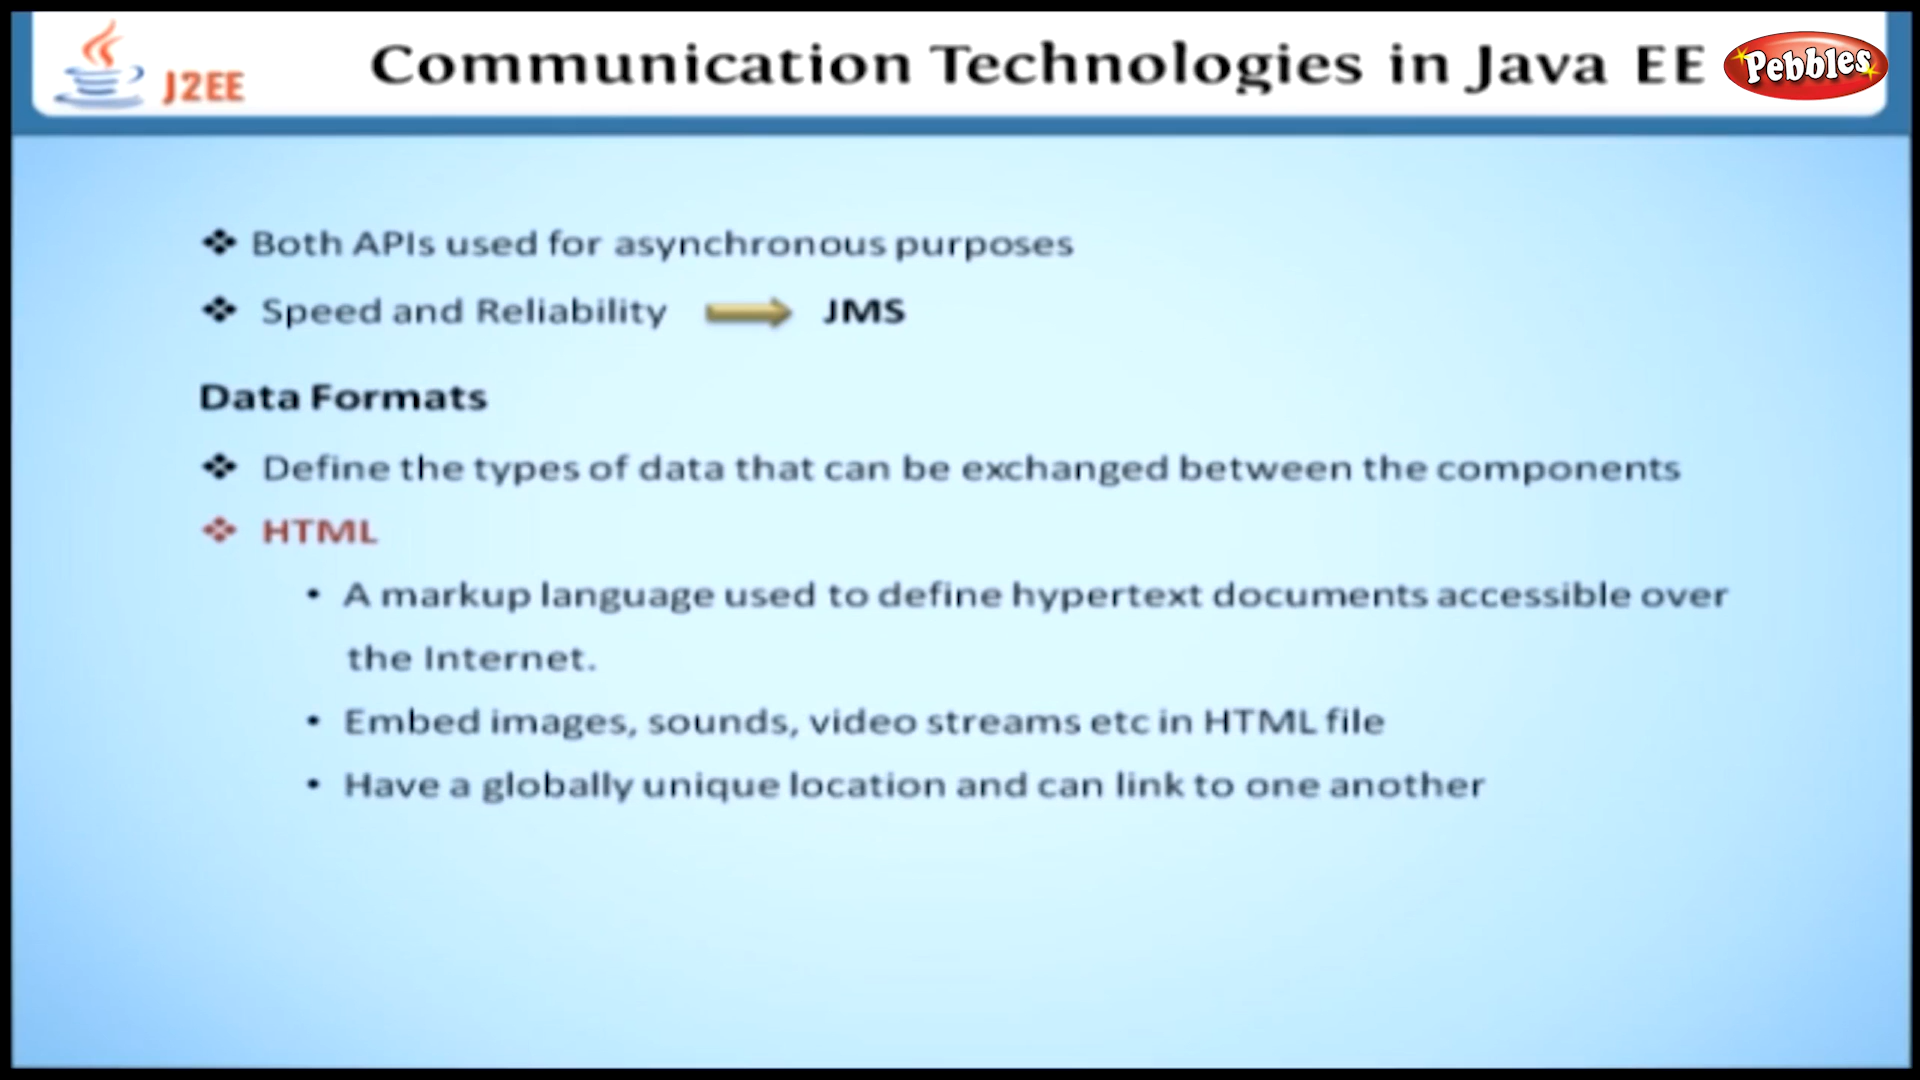 J2EE
Communication Technologies in Java EE
Pebbles
❖ Both APIs used for asynchronous purposes
❖ Speed and Reliability ➡ JMS
Data Formats
❖ Define the types of data that can be exchanged between the components
❖ HTML
• A markup language used to define hypertext documents accessible over
the Internet.
• Embed images, sounds, video streams etc in HTML file
• Have a globally unique location and can link to one another